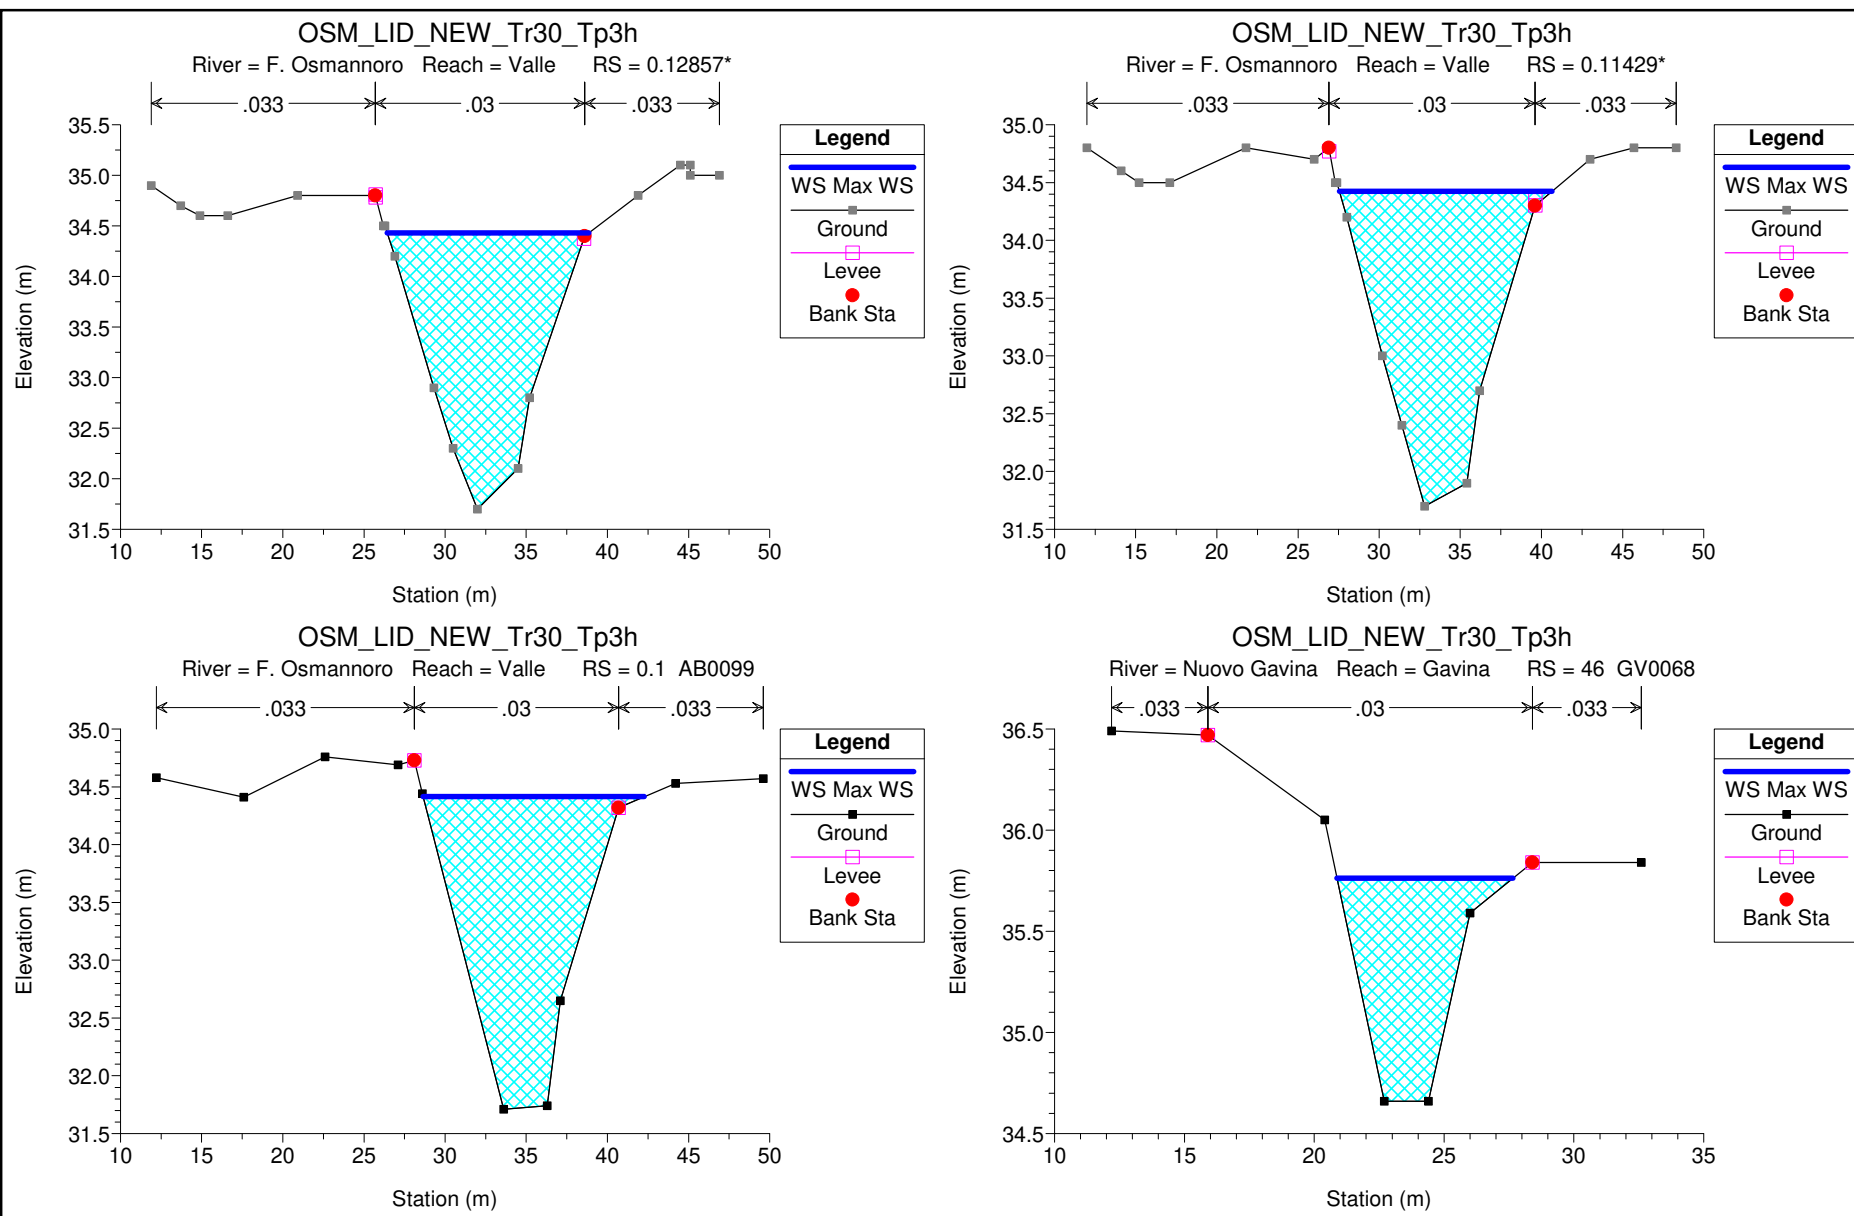 OSM_LID_NEW_Tr30_Tp3h
River = F. Osmannoro Reach = Valle RS = 0.12857*
.033 .03 .033
35.5
35.0
34.5
34.0
33.5
33.0
32.5
32.0
31.5
Elevation (m)
10 15 20 25 30 35 40 45 50
Station (m)
Legend
WS Max WS
Ground
Levee
Bank Sta
OSM_LID_NEW_Tr30_Tp3h
River = F. Osmannoro Reach = Valle RS = 0.11429*
.033 .03 .033
35.0
34.5
34.0
33.5
33.0
32.5
32.0
31.5
Elevation (m)
10 15 20 25 30 35 40 45 50
Station (m)
Legend
WS Max WS
Ground
Levee
Bank Sta
OSM_LID_NEW_Tr30_Tp3h
River = F. Osmannoro Reach = Valle RS = 0.1 AB0099
.033 .03 .033
35.0
34.5
34.0
33.5
33.0
32.5
32.0
31.5
Elevation (m)
10 15 20 25 30 35 40 45 50
Station (m)
Legend
WS Max WS
Ground
Levee
Bank Sta
OSM_LID_NEW_Tr30_Tp3h
River = Nuovo Gavina Reach = Gavina RS = 46 GV0068
.033 .03 .033
36.5
36.0
35.5
35.0
34.5
Elevation (m)
10 15 20 25 30 35
Station (m)
Legend
WS Max WS
Ground
Levee
Bank Sta